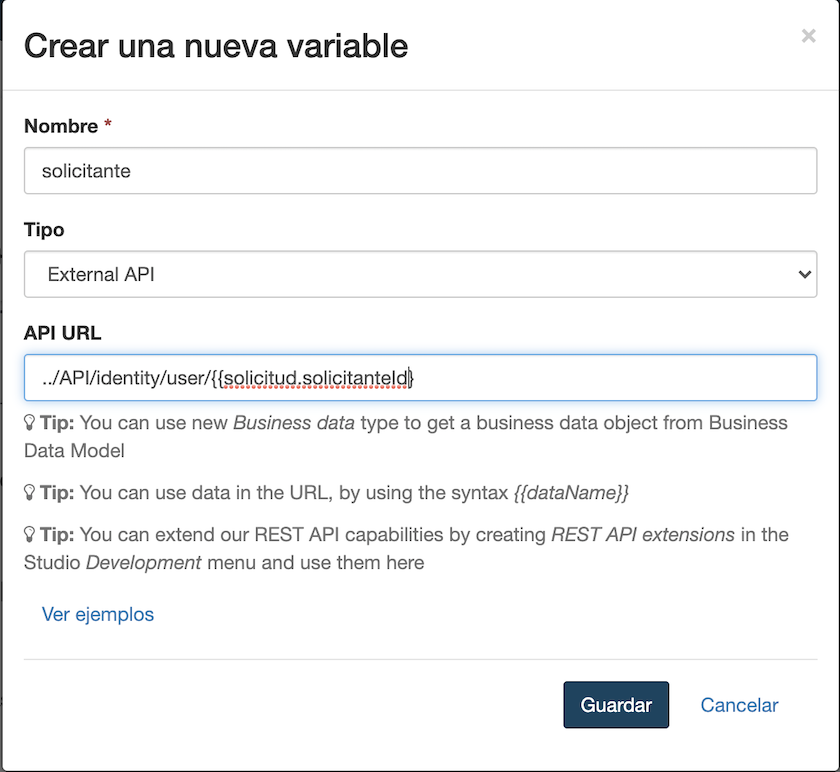 Crear una nueva variable
×
Nombre *
solicitante
Tipo
External API
API URL
../API/identity/user/{{solicitud.solicitanteId}
Tip: You can use new Business data type to get a business data object from Business
Data Model
Tip: You can use data in the URL, by using the syntax {{dataName}}
Tip: You can extend our REST API capabilities by creating REST API extensions in the
Studio Development menu and use them here
Ver ejemplos
Guardar
Cancelar